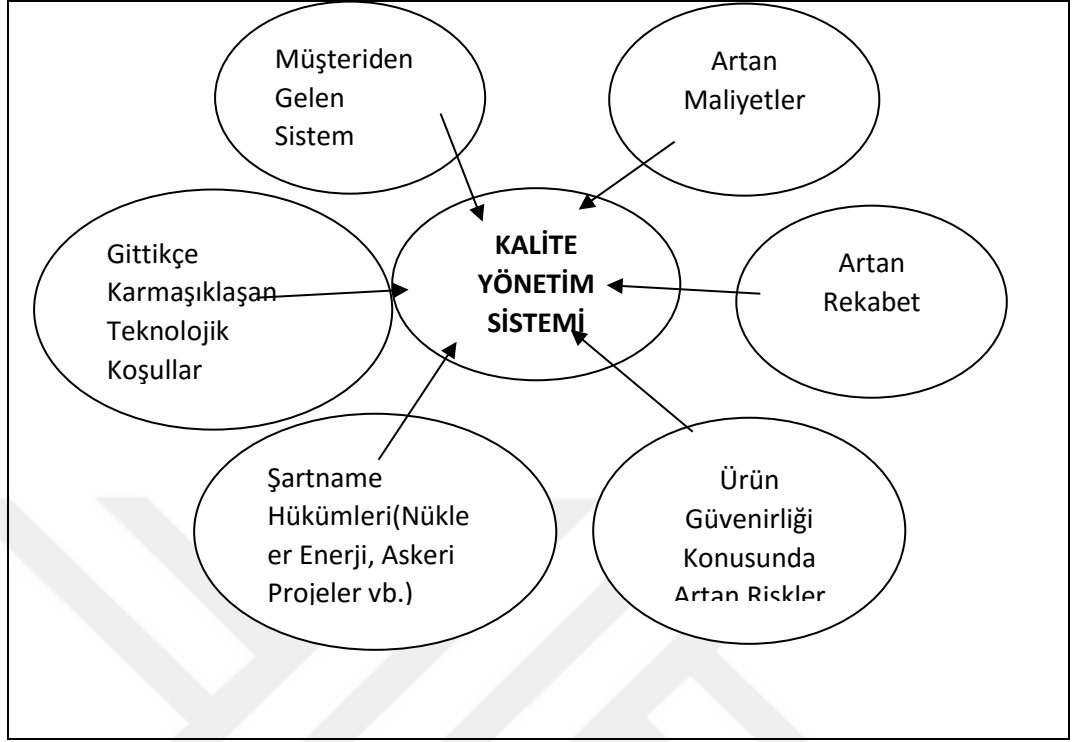 Müşteriden
Gelen
Sistem
Artan
Maliyetler
Gittikçe
Karmaşıklaşan
Teknolojik
Koşullar
KALİTE
YÖNETİM
SİSTEMİ
Artan
Rekabet
Şartname
Hükümleri(Nükle
er Enerji, Askeri
Projeler vb.)
Ürün
Güvenirliği
Konusunda
Artan Riskler